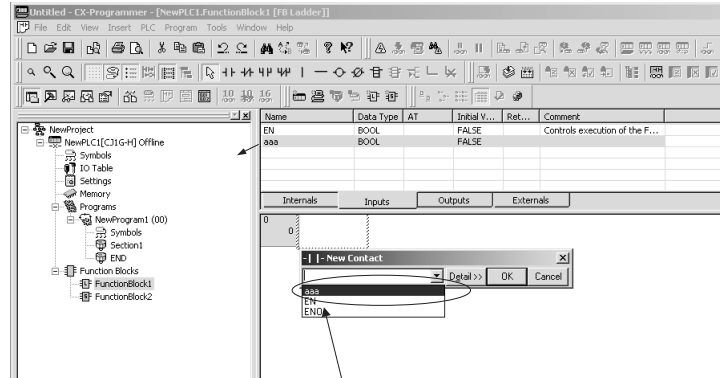 Untitled - CX-Programmer - [NewPLC1.FunctionBlock1 [FB Ladder]]
File Edit View Insert PLC Program Tools Window Help
10 10 16
NewProject
NewPLC1[CJ1G-H] Offline
Symbols
IO Table
Settings
Memory
Programs
NewProgram1 (00)
Symbols
Section1
END
Function Blocks
FunctionBlock1
FunctionBlock2
Name Data Type AT Initial V... Ret... Comment
EN BOOL FALSE Controls execution of the F...
aaa BOOL FALSE
Internals Inputs Outputs Externals
0
0
New Contact
Detail >> OK Cancel
aaa
EN
ENO